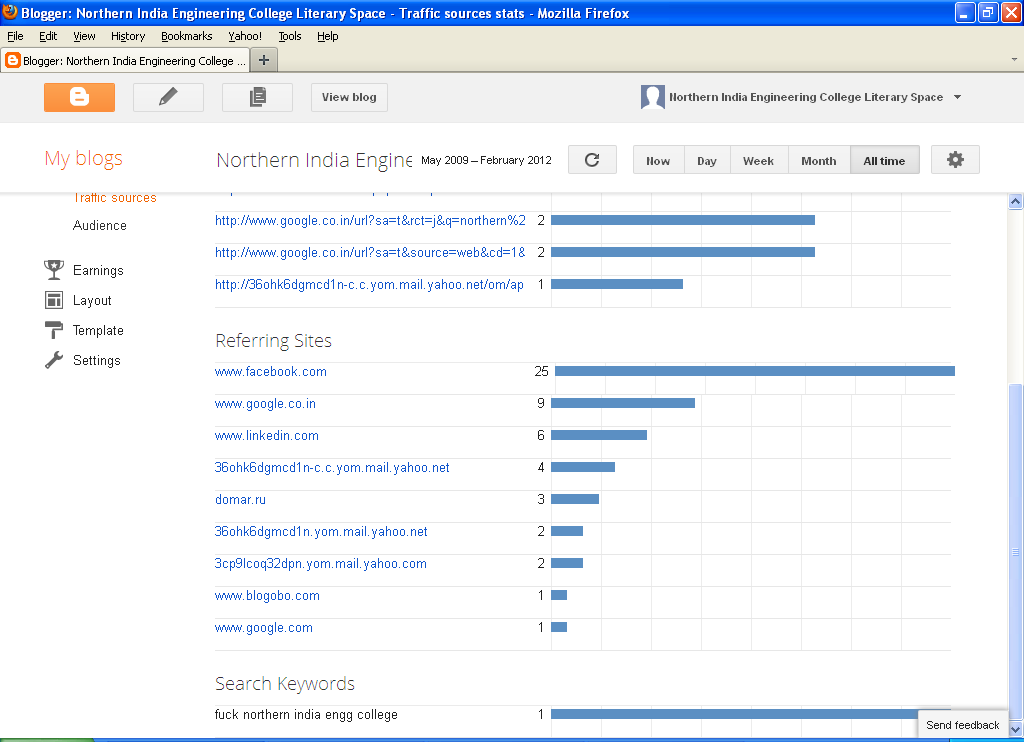 Blogger: Northern India Engineering College Literary Space - Traffic sources stats - Mozilla Firefox
File Edit View History Bookmarks Yahoo! Tools Help
Blogger: Northern India Engineering College ...
View blog
Northern India Engineering College Literary Space
My blogs
Northern India Engine May 2009 – February 2012 Now Day Week Month All time
Traffic sources
Audience
Earnings
Layout
Template
Settings
http://www.google.co.in/url?sa=t&rct=j&q=northern%2 2
http://www.google.co.in/url?sa=t&source=web&cd=1& 2
http://36ohk6dgmcd1n-c.c.yom.mail.yahoo.net/om/ap 1
Referring Sites
www.facebook.com 25
www.google.co.in 9
www.linkedin.com 6
36ohk6dgmcd1n-c.c.yom.mail.yahoo.net 4
domar.ru 3
36ohk6dgmcd1n.yom.mail.yahoo.net 2
3cp9lcoq32dpn.yom.mail.yahoo.com 2
www.blogobo.com 1
www.google.com 1
Search Keywords
fuck northern india engg college 1
Send feedback